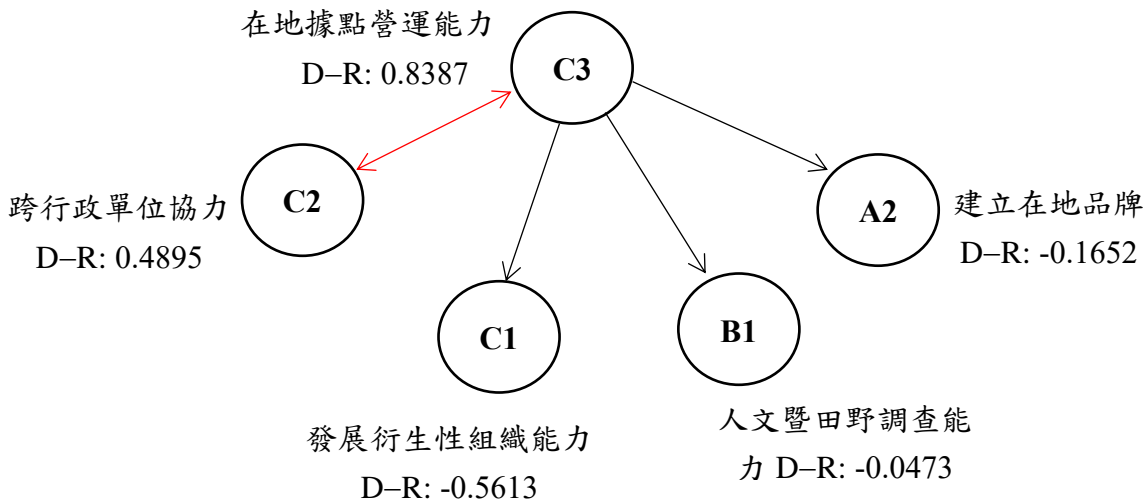 在地據點營運能力
D–R: 0.8387
C3
跨行政單位協力
D–R: 0.4895
C2
A2
建立在地品牌
D–R: -0.1652
C1
B1
發展衍生性組織能力
D–R: -0.5613
人文暨田野調查能
力 D–R: -0.0473